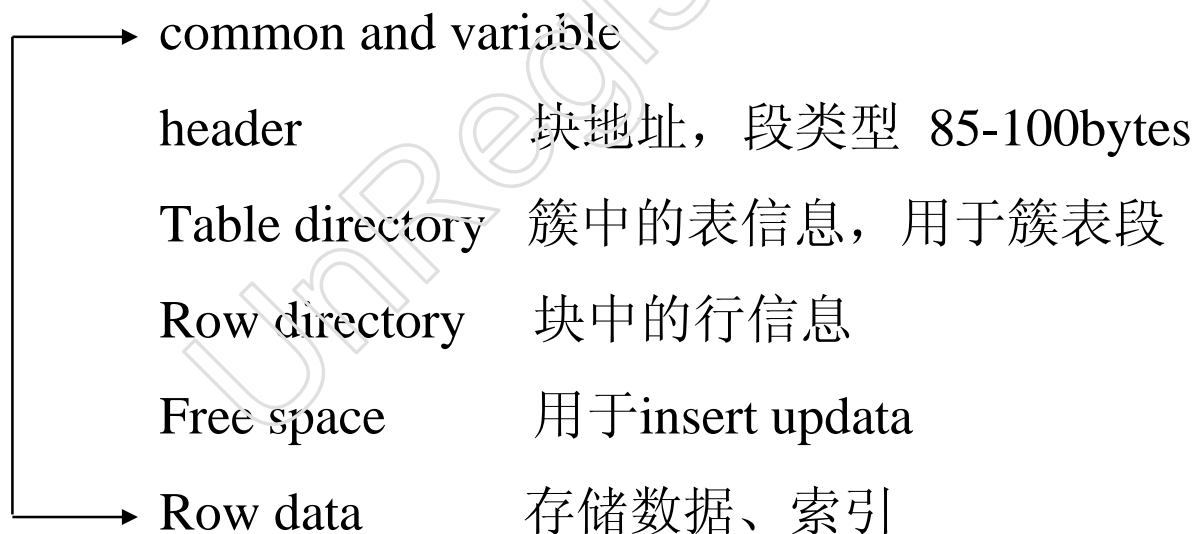 common and variable
header 块地址，段类型 85-100bytes
Table directory 簇中的表信息，用于簇表段
Row directory 块中的行信息
Free space 用于insert updata
Row data 存储数据、索引